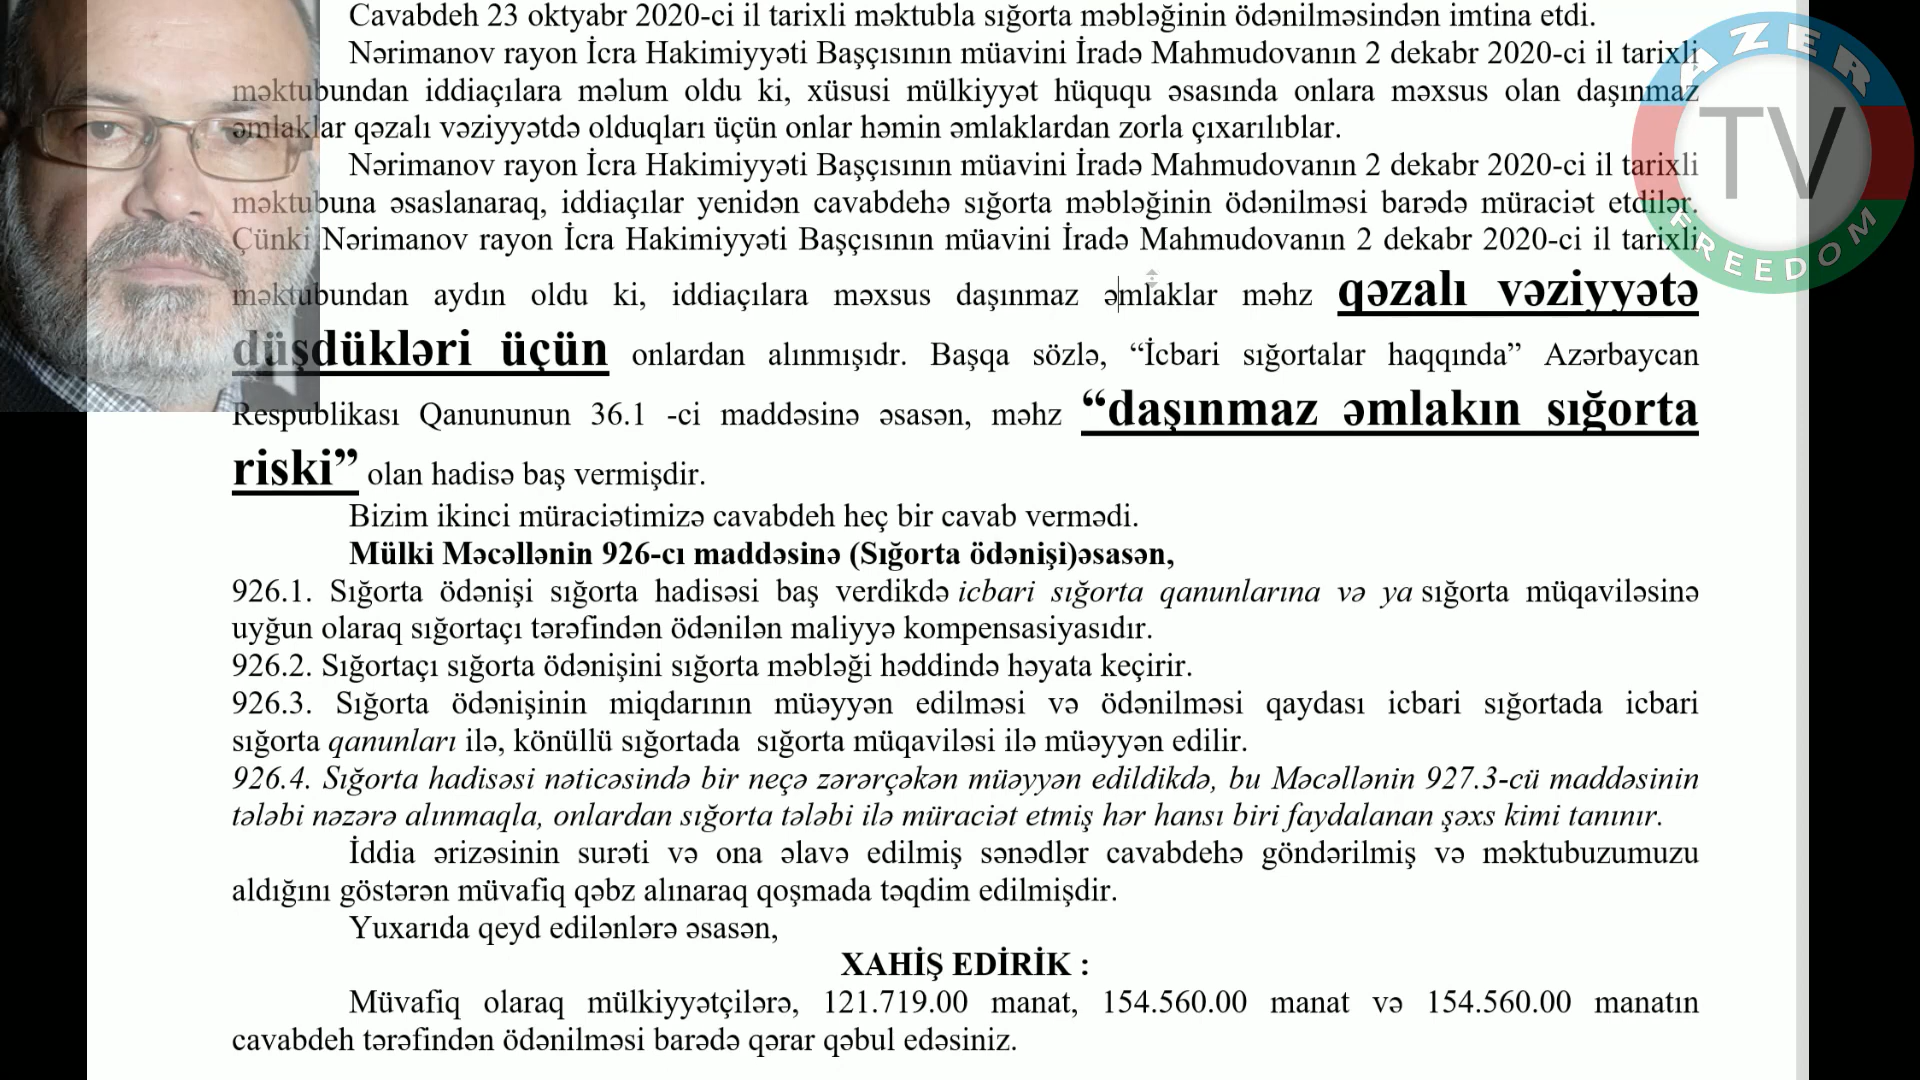 Cavabdeh 23 oktyabr 2020-ci il tarixli məktubla sığorta məbləğinin ödənilməsindən imtina etdi.
Nərimanov rayon İcra Hakimiyyəti Başçısının müavini İradə Mahmudovanın 2 dekabr 2020-ci il tarixli
məktubundan iddiaçılara məlum oldu ki, xüsusi mülkiyyət hüququ əsasında onlara məxsus olan daşınmaz
əmlaklar qəzalı vəziyyətdə olduqları üçün onlar həmin əmlaklardan zorla çıxarılıblar.
Nərimanov rayon İcra Hakimiyyəti Başçısının müavini İradə Mahmudovanın 2 dekabr 2020-ci il tarixli
məktubuna əsaslanaraq, iddiaçılar yenidən cavabdehə sığorta məbləğinin ödənilməsi barədə müraciət etdilər.
Çünki Nərimanov rayon İcra Hakimiyyəti Başçısının müavini İradə Mahmudovanın 2 dekabr 2020-ci il tarixli
məktubundan aydın oldu ki, iddiaçılara məxsus daşınmaz əmlaklar məhz qəzalı vəziyyətə
düşdükləri üçün onlardan alınmışıdr. Başqa sözlə, “İcbari sığortalar haqqında” Azərbaycan
Respublikası Qanununun 36.1 -ci maddəsinə əsasən, məhz “daşınmaz əmlakın sığorta
riski” olan hadisə baş vermişdir.
Bizim ikinci müraciətimizə cavabdeh heç bir cavab vermədi.
Mülki Məcəllənin 926-cı maddəsinə (Sığorta ödənişi)əsasən,
926.1. Sığorta ödənişi sığorta hadisəsi baş verdikdə icbari sığorta qanunlarına və ya sığorta müqaviləsinə
uyğun olaraq sığortaçı tərəfindən ödənilən maliyyə kompensasiyasıdır.
926.2. Sığortaçı sığorta ödənişini sığorta məbləği həddində həyata keçirir.
926.3. Sığorta ödənişinin miqdarının müəyyən edilməsi və ödənilməsi qaydası icbari sığortada icbari
sığorta qanunları ilə, könüllü sığortada sığorta müqaviləsi ilə müəyyən edilir.
926.4. Sığorta hadisəsi nəticəsində bir neçə zərərçəkən müəyyən edildikdə, bu Məcəllənin 927.3-cü maddəsinin
tələbi nəzərə alınmaqla, onlardan sığorta tələbi ilə müraciət etmiş hər hansı biri faydalanan şəxs kimi tanınır.
İddia ərizəsinin surəti və ona əlavə edilmiş sənədlər cavabdehə göndərilmiş və məktubuzumuzu
aldığını göstərən müvafiq qəbz alınaraq qoşmada təqdim edilmişdir.
Yuxarıda qeyd edilənlərə əsasən,
XAHİŞ EDİRİK :
Müvafiq olaraq mülkiyyətçilərə, 121.719.00 manat, 154.560.00 manat və 154.560.00 manatın
cavabdeh tərəfindən ödənilməsi barədə qərar qəbul edəsiniz.
AZER
TV
FREEDOM